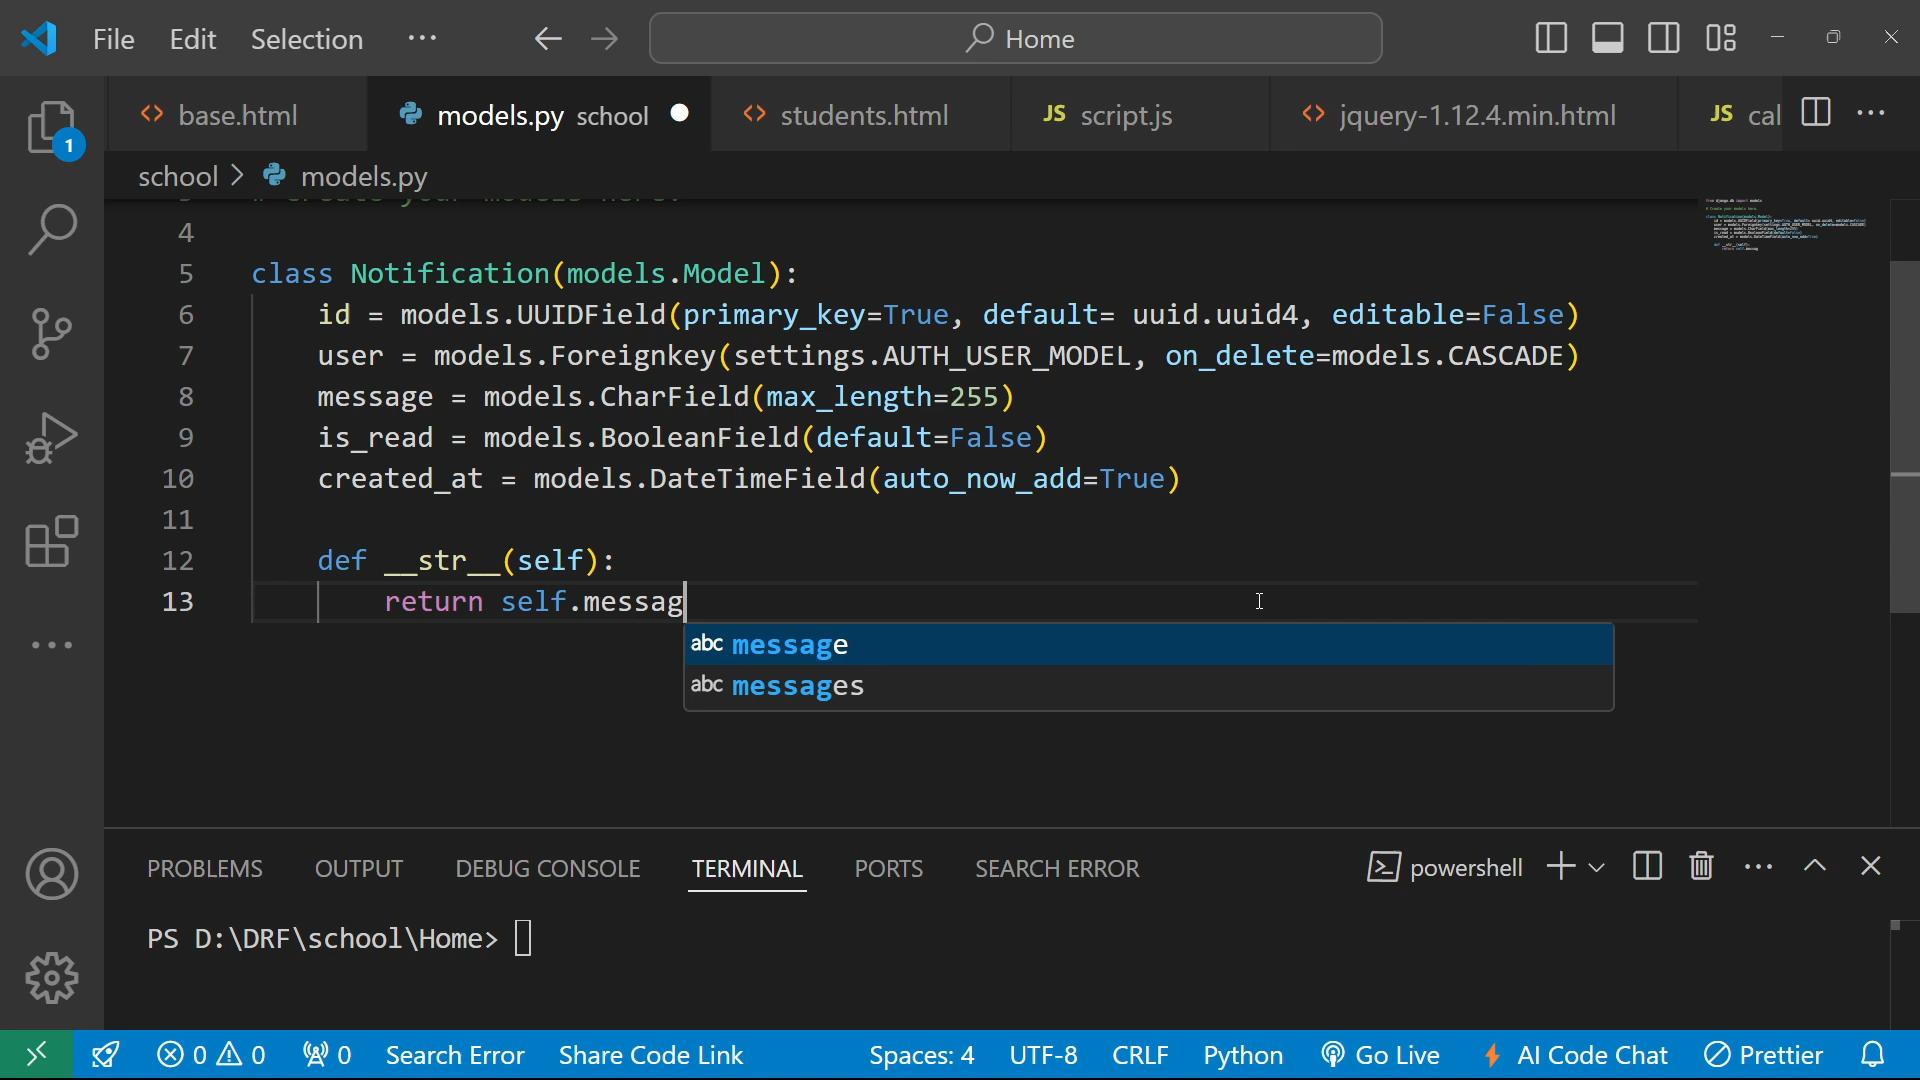 File Edit Selection ··· Home
base.html models.py school students.html JS script.js jquery-1.12.4.min.html JS cal
school > models.py
4
5 class Notification(models.Model):
6 id = models.UUIDField(primary_key=True, default= uuid.uuid4, editable=False)
7 user = models.Foreignkey(settings.AUTH_USER_MODEL, on_delete=models.CASCADE)
8 message = models.CharField(max_length=255)
9 is_read = models.BooleanField(default=False)
10 created_at = models.DateTimeField(auto_now_add=True)
11
12 def __str__(self):
13 return self.messag
abc message
abc messages
1
PROBLEMS OUTPUT DEBUG CONSOLE TERMINAL PORTS SEARCH ERROR powershell
PS D:\DRF\school\Home>
0 0 0 Search Error Share Code Link Spaces: 4 UTF-8 CRLF Python Go Live AI Code Chat Prettier